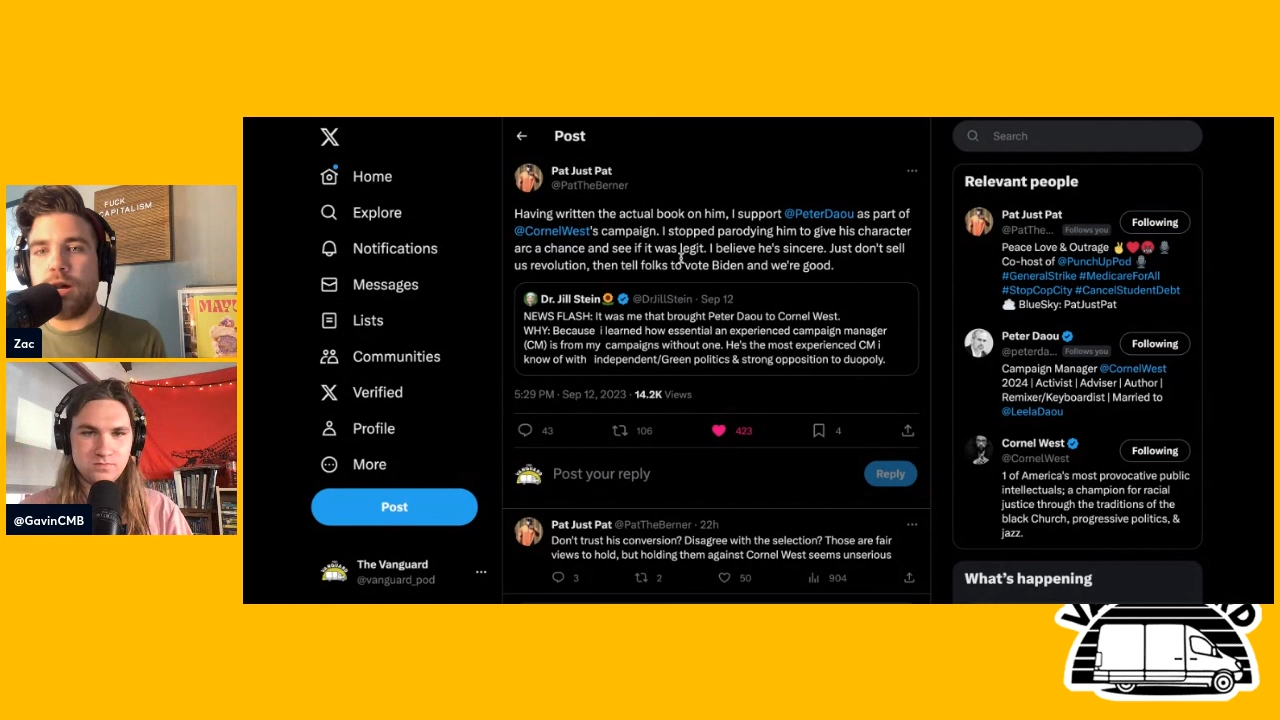 FUCK
CAPITALISM
MAYO
Zac
@GavinCMB
Home
Explore
Notifications
Messages
Lists
Communities
Verified
Profile
More
Post
The Vanguard
@vanguard_pod
Post
Pat Just Pat
@PatTheBerner
Having written the actual book on him, I support @PeterDaou as part of
@CornelWest's campaign. I stopped parodying him to give his character
arc a chance and see if it was legit. I believe he's sincere. Just don't sell
us revolution, then tell folks to vote Biden and we're good.
Dr. Jill Stein🌻 @DrJillStein · Sep 12
NEWS FLASH: It was me that brought Peter Daou to Cornel West.
WHY: Because i learned how essential an experienced campaign manager
(CM) is from my campaigns without one. He's the most experienced CM i
know of with independent/Green politics & strong opposition to duopoly.
5:29 PM · Sep 12, 2023 · 14.2K Views
43 106 423 4
Post your reply
Reply
Pat Just Pat @PatTheBerner · 22h
Don't trust his conversion? Disagree with the selection? Those are fair
views to hold, but holding them against Cornel West seems unserious
3 2 50 904
Search
Relevant people
Pat Just Pat
@PatThe... Follows you
Following
Peace Love & Outrage ✌️❤️😡🎙️
Co-host of @PunchUpPod 🎙️
#GeneralStrike #MedicareForAll
#StopCopCity #CancelStudentDebt
☁️ BlueSky: PatJustPat
Peter Daou
@peterda... Follows you
Following
Campaign Manager @CornelWest
2024 | Activist | Adviser | Author |
Remixer/Keyboardist | Married to
@LeelaDaou
Cornel West
@CornelWest
Following
1 of America's most provocative public
intellectuals; a champion for racial
justice through the traditions of the
black Church, progressive politics, &
jazz.
What's happening